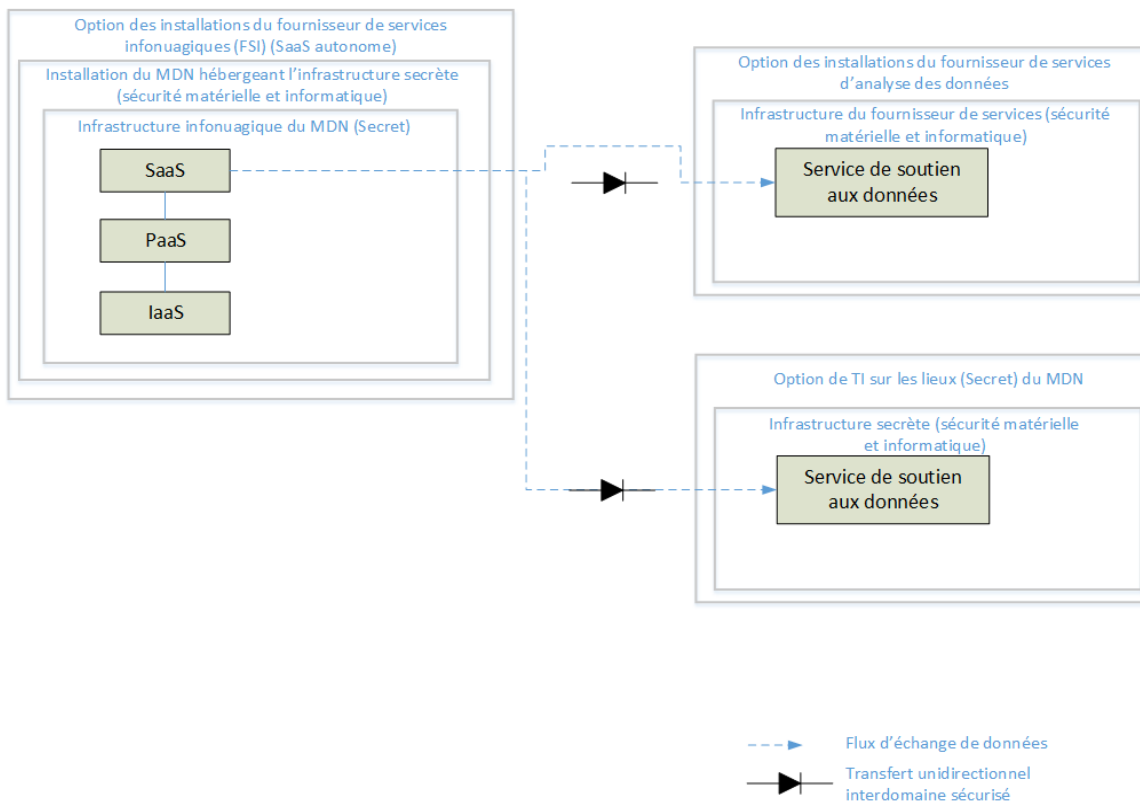 Option des installations du fournisseur de services
infonuagiques (FSI) (SaaS autonome)
Installation du MDN hébergeant l’infrastructure secrète
(sécurité matérielle et informatique)
Infrastructure infonuagique du MDN (Secret)
SaaS
PaaS
IaaS
Option des installations du fournisseur de services
d’analyse des données
Infrastructure du fournisseur de services (sécurité
matérielle et informatique)
Service de soutien
aux données
Option de TI sur les lieux (Secret) du MDN
Infrastructure secrète (sécurité matérielle
et informatique)
Service de soutien
aux données
Flux d’échange de données
Transfert unidirectionnel
interdomaine sécurisé